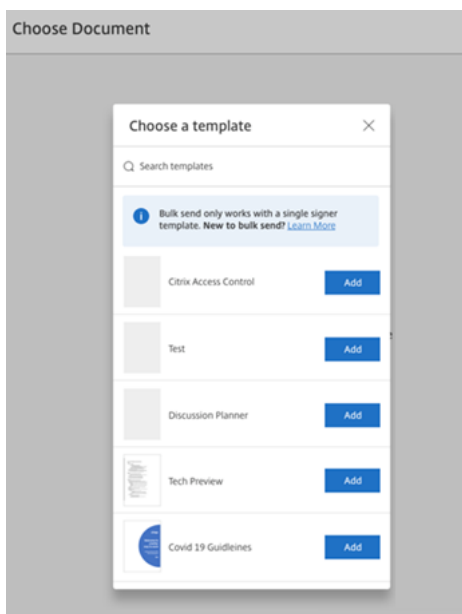 Choose Document
Choose a template
Search templates
Bulk send only works with a single signer
template. New to bulk send? Learn More
Citrix Access Control
Add
Test
Add
Discussion Planner
Add
Tech Preview
Add
Covid 19 Guidleines
Add